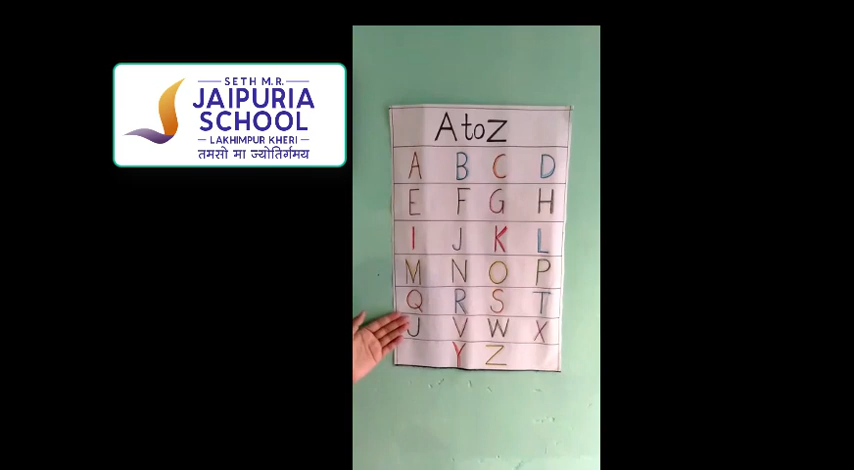 SETH M.R.
JAIPURIA
SCHOOL
LAKHIMPUR KHERI
तमसो मा ज्योतिर्गमय
A to Z
A B C D
E F G H
I J K L
M N O P
Q R S T
J V W X
Y Z